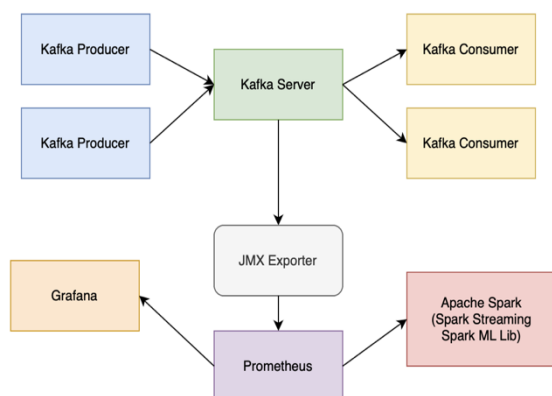 Kafka Producer
Kafka Server
Kafka Consumer
Kafka Producer
Kafka Consumer
JMX Exporter
Grafana
Apache Spark
(Spark Streaming
Spark ML Lib)
Prometheus